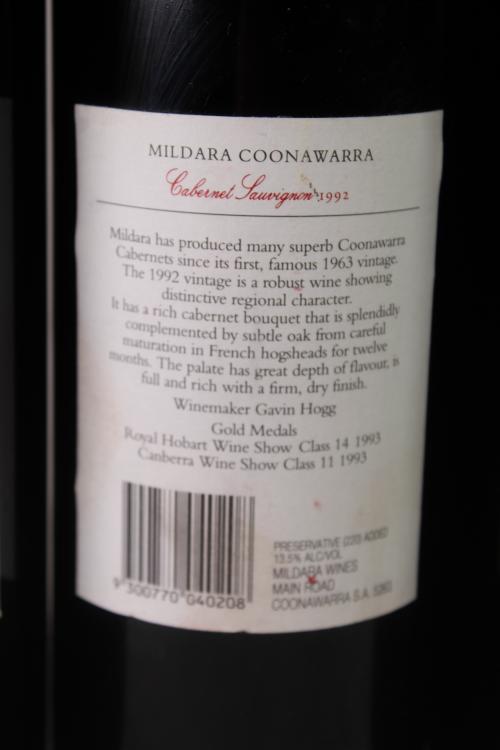 MILDARA COONAWARRA
Cabernet Sauvignon 1992
Mildara has produced many superb Coonawarra
Cabernets since its first, famous 1963 vintage.
The 1992 vintage is a robust wine showing
distinctive regional character.
It has a rich cabernet bouquet that is splendidly
complemented by subtle oak from careful
maturation in French hogsheads for twelve
months. The palate has great depth of flavour, is
full and rich with a firm, dry finish.
Winemaker Gavin Hogg
Gold Medals
Royal Hobart Wine Show Class 14 1993
Canberra Wine Show Class 11 1993
PRESERVATIVE (220) ADDED
13.5% ALC/VOL
MILDARA WINES
MAIN ROAD
COONAWARRA S.A. 5263
9 300770 040208